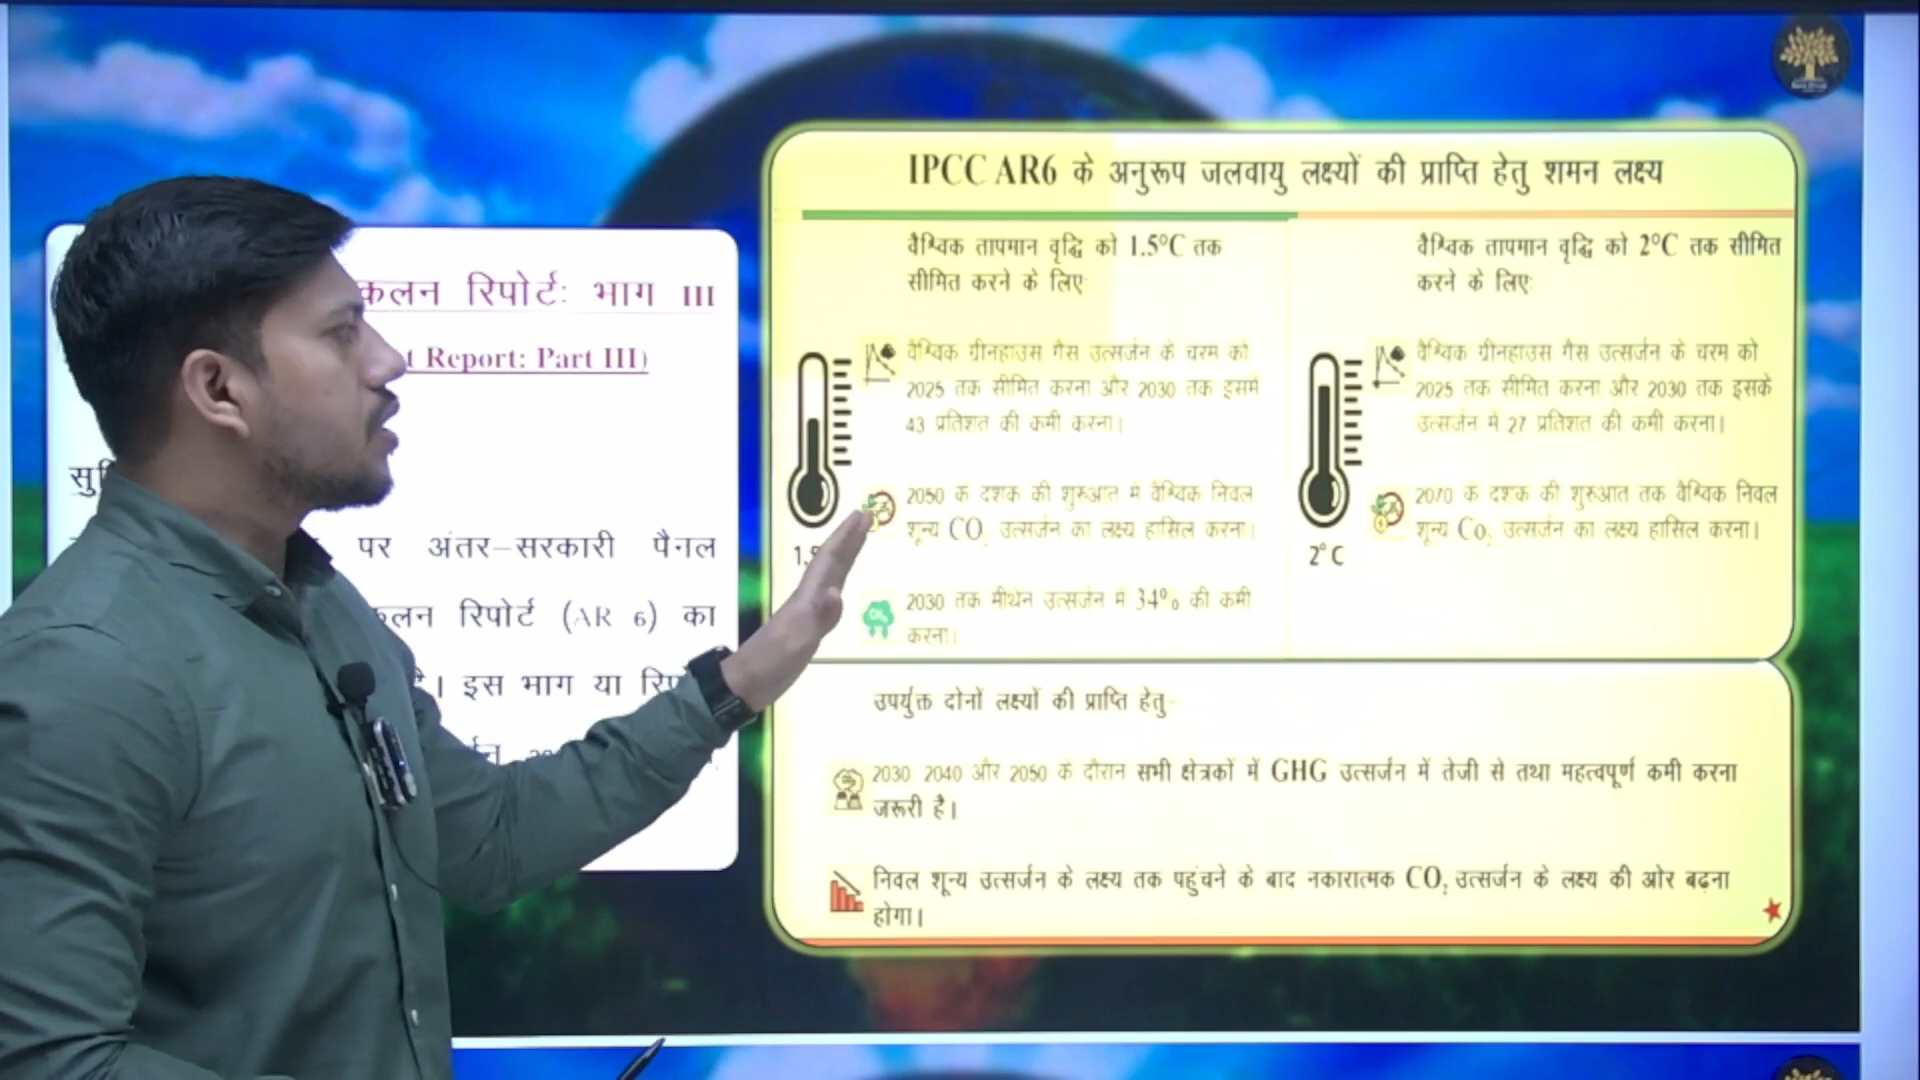 कलन रिपोर्ट: भाग III
t Report: Part III)
पर अंतर-सरकारी पैनल
कलन रिपोर्ट (AR 6) का
है। इस भाग या
IPCC AR6 के अनुरूप जलवायु लक्ष्यों की प्राप्ति हेतु शमन लक्ष्य
वैश्विक तापमान वृद्धि को 1.5°C तक
सीमित करने के लिए
वैश्विक ग्रीनहाउस गैस उत्सर्जन के चरम को
2025 तक सीमित करना और 2030 तक इसमें
43 प्रतिशत की कमी करना।
2050 के दशक की शुरुआत में वैश्विक निवल
शून्य CO₂ उत्सर्जन का लक्ष्य हासिल करना।
2030 तक मीथेन उत्सर्जन में 34% की कमी
करना।
वैश्विक तापमान वृद्धि को 2°C तक सीमित
करने के लिए
वैश्विक ग्रीनहाउस गैस उत्सर्जन के चरम को
2025 तक सीमित करना और 2030 तक इसके
उत्सर्जन में 27 प्रतिशत की कमी करना।
2070 के दशक की शुरुआत तक वैश्विक निवल
शून्य Co₂ उत्सर्जन का लक्ष्य हासिल करना।
2°C
उपर्युक्त दोनों लक्ष्यों की प्राप्ति हेतु-
2030 2040 और 2050 के दौरान सभी क्षेत्रकों में GHG उत्सर्जन में तेजी से तथा महत्वपूर्ण कमी करना
जरूरी है।
निवल शून्य उत्सर्जन के लक्ष्य तक पहुंचने के बाद नकारात्मक CO₂ उत्सर्जन के लक्ष्य की ओर बढना
होगा।